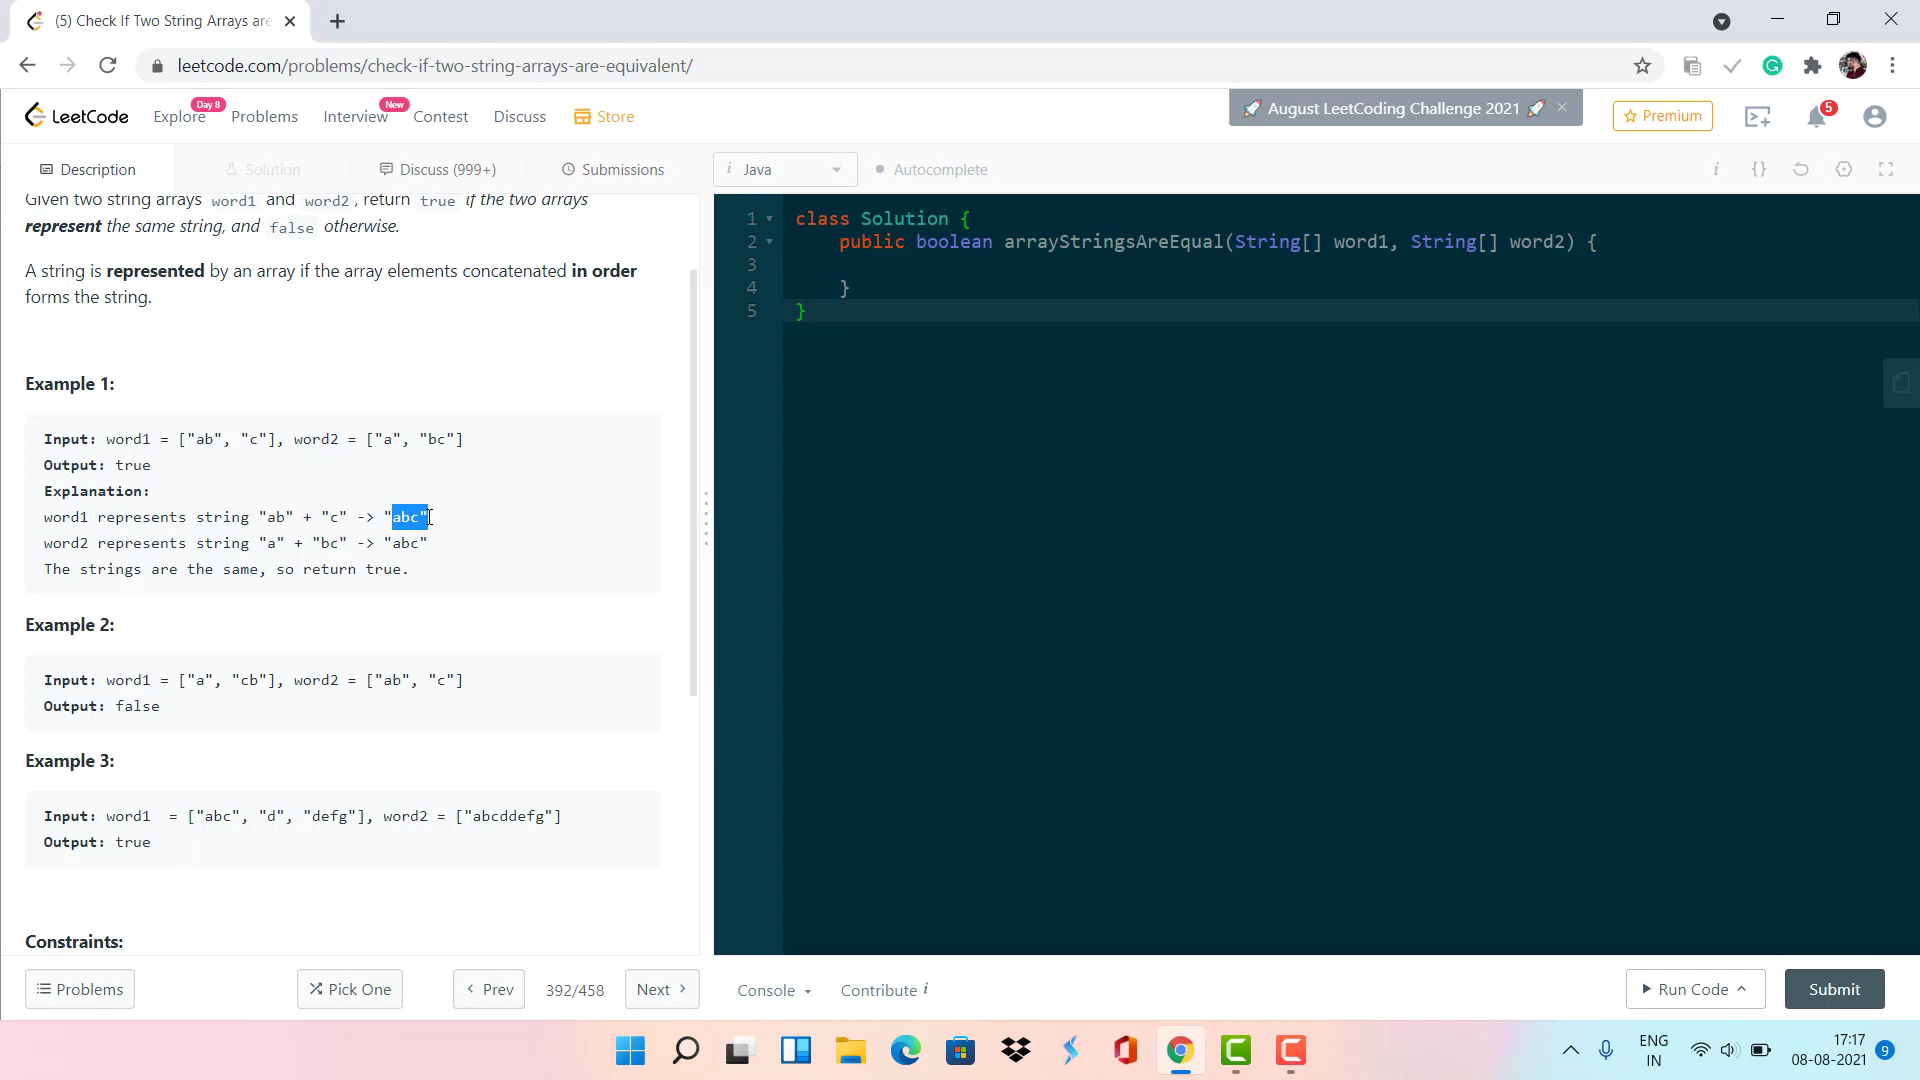 (5) Check If Two String Arrays are
leetcode.com/problems/check-if-two-string-arrays-are-equivalent/
LeetCode
Explore
Day 8
Problems
Interview
New
Contest
Discuss
Store
🚀 August LeetCoding Challenge 2021 🚀
Premium
5
Description
Solution
Discuss (999+)
Submissions
i Java
Autocomplete
Given two string arrays word1 and word2, return true if the two arrays
represent the same string, and false otherwise.
A string is represented by an array if the array elements concatenated in order
forms the string.
Example 1:
Input: word1 = ["ab", "c"], word2 = ["a", "bc"]
Output: true
Explanation:
word1 represents string "ab" + "c" -> "abc"
word2 represents string "a" + "bc" -> "abc"
The strings are the same, so return true.
Example 2:
Input: word1 = ["a", "cb"], word2 = ["ab", "c"]
Output: false
Example 3:
Input: word1  = ["abc", "d", "defg"], word2 = ["abcddefg"]
Output: true
Constraints:
1 class Solution {
2 public boolean arrayStringsAreEqual(String[] word1, String[] word2) {
3
4 }
5 }
Problems
Pick One
Prev
392/458
Next
Console
Contribute i
Run Code
Submit
ENG
IN
17:17
08-08-2021
9